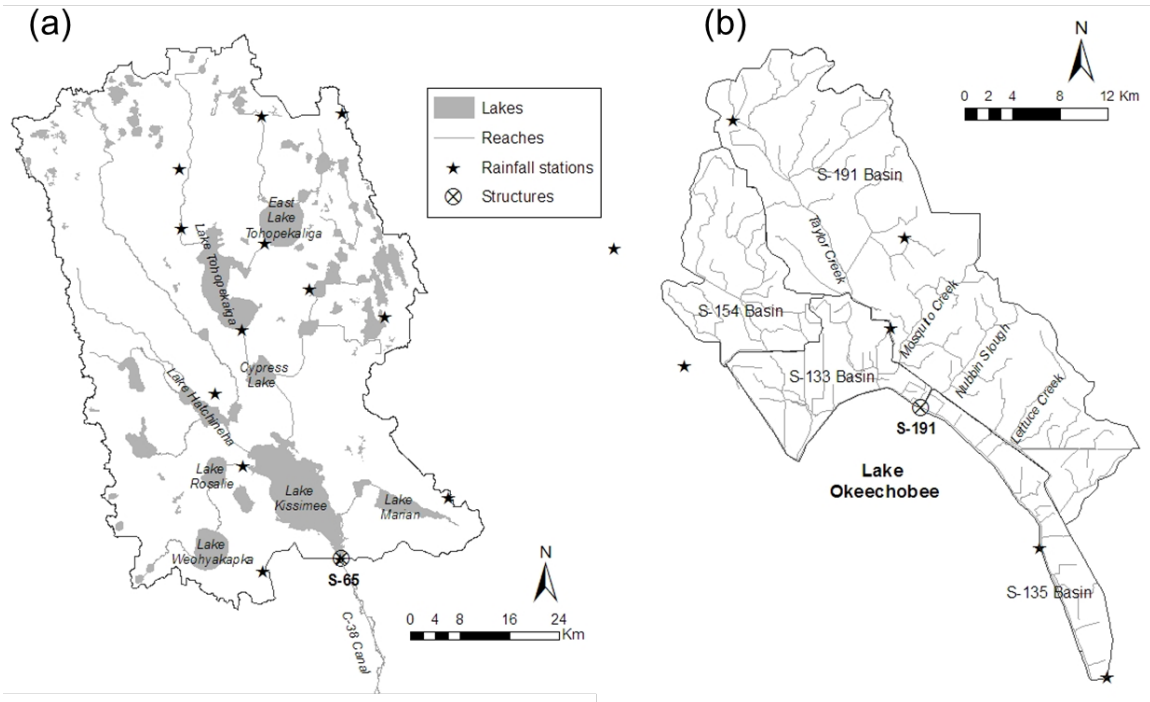 (a)
(b)
Lakes
Reaches
Rainfall stations
Structures
East
Lake
Tohopekaliga
Lake Tohopekaliga
Cypress
Lake
Lake Hatchineha
Lake
Rosalie
Lake
Kissimee
Lake
Marian
Lake
Weohyakapka
S-65
C-38 Canal
N
0 4 8 16 24
Km
N
0 2 4 8 12 Km
S-191 Basin
Taylor Creek
S-154 Basin
Mosquito Creek
Nubbin Slough
S-133 Basin
Lettuce Creek
S-191
Lake
Okeechobee
S-135 Basin